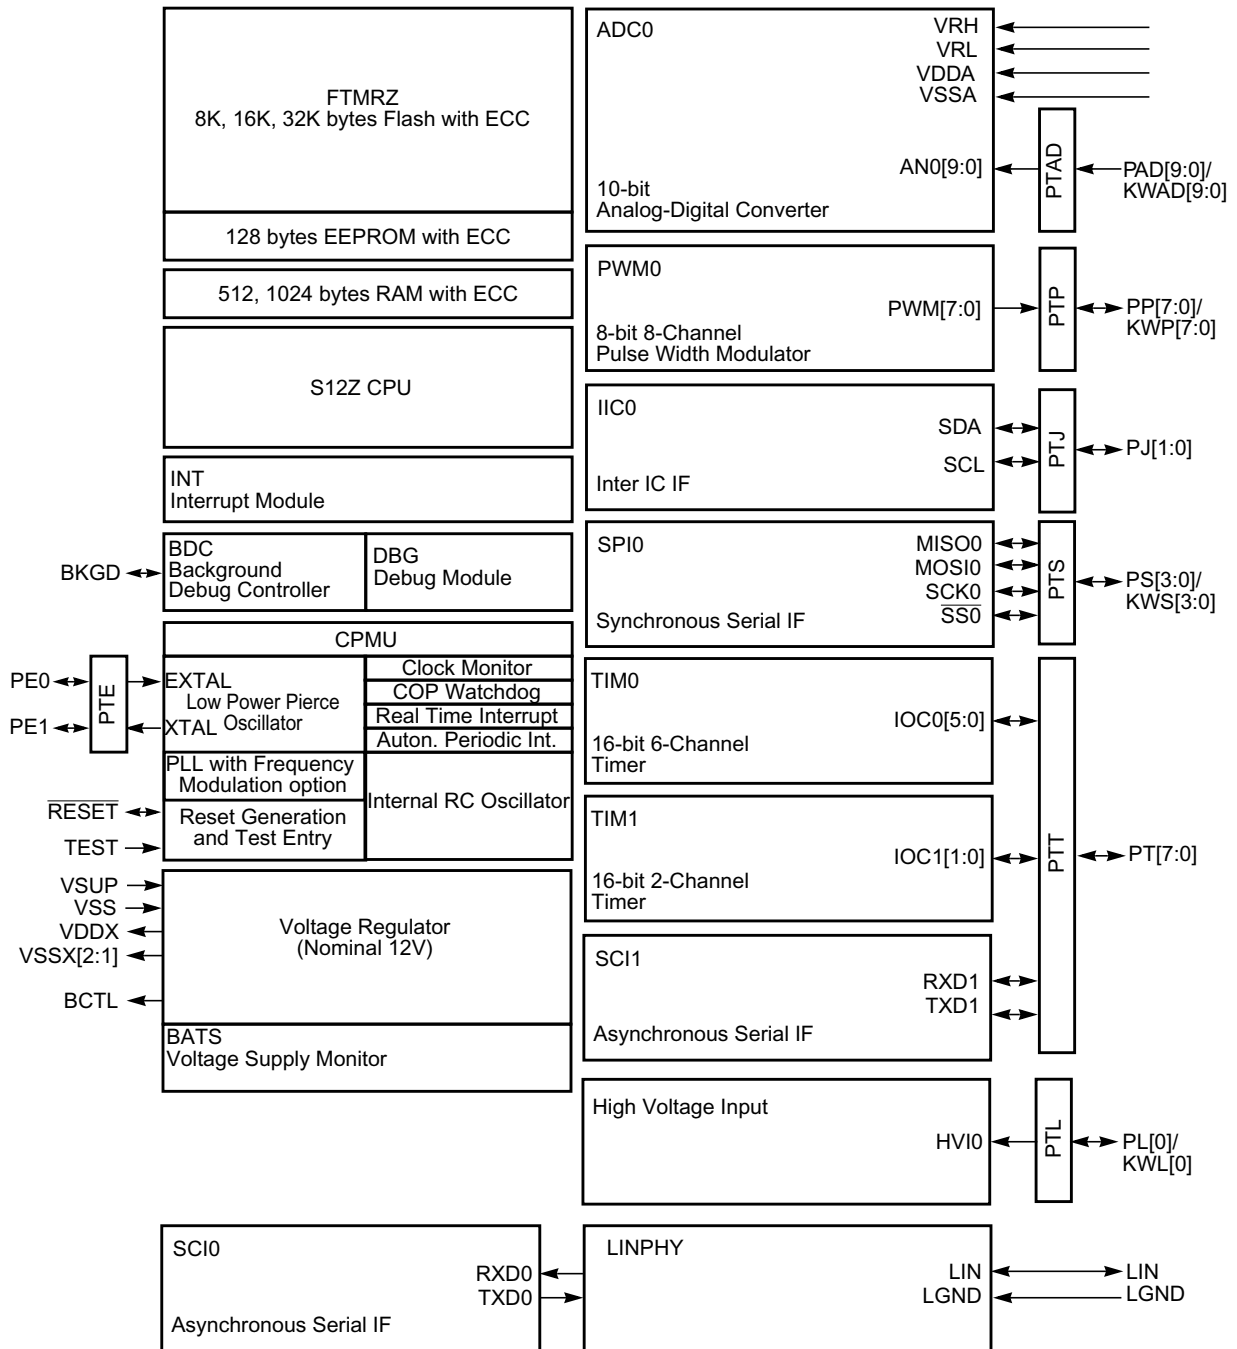 FTMRZ
8K, 16K, 32K bytes Flash with ECC
128 bytes EEPROM with ECC
512, 1024 bytes RAM with ECC
S12Z CPU
INT
Interrupt Module
BKGD
BDC
Background
Debug Controller
DBG
Debug Module
CPMU
PE0
PE1
PTE
EXTAL
Low Power Pierce
Oscillator
XTAL
Clock Monitor
COP Watchdog
Real Time Interrupt
Auton. Periodic Int.
PLL with Frequency
Modulation option
Internal RC Oscillator
RESET
TEST
Reset Generation
and Test Entry
VSUP
VSS
VDDX
VSSX[2:1]
BCTL
Voltage Regulator
(Nominal 12V)
BATS
Voltage Supply Monitor
ADC0
VRH
VRL
VDDA
VSSA
AN0[9:0]
10-bit
Analog-Digital Converter
PTAD
PAD[9:0]/
KWAD[9:0]
PWM0
PWM[7:0]
8-bit 8-Channel
Pulse Width Modulator
PTP
PP[7:0]/
KWP[7:0]
IIC0
SDA
SCL
Inter IC IF
PTJ
PJ[1:0]
SPI0
MISO0
MOSI0
SCK0
SS0
Synchronous Serial IF
PTS
PS[3:0]/
KWS[3:0]
TIM0
IOC0[5:0]
16-bit 6-Channel
Timer
TIM1
IOC1[1:0]
16-bit 2-Channel
Timer
PTT
PT[7:0]
SCI1
RXD1
TXD1
Asynchronous Serial IF
High Voltage Input
HVI0
PTL
PL[0]/
KWL[0]
SCI0
RXD0
TXD0
Asynchronous Serial IF
LINPHY
LIN
LGND
LIN
LGND